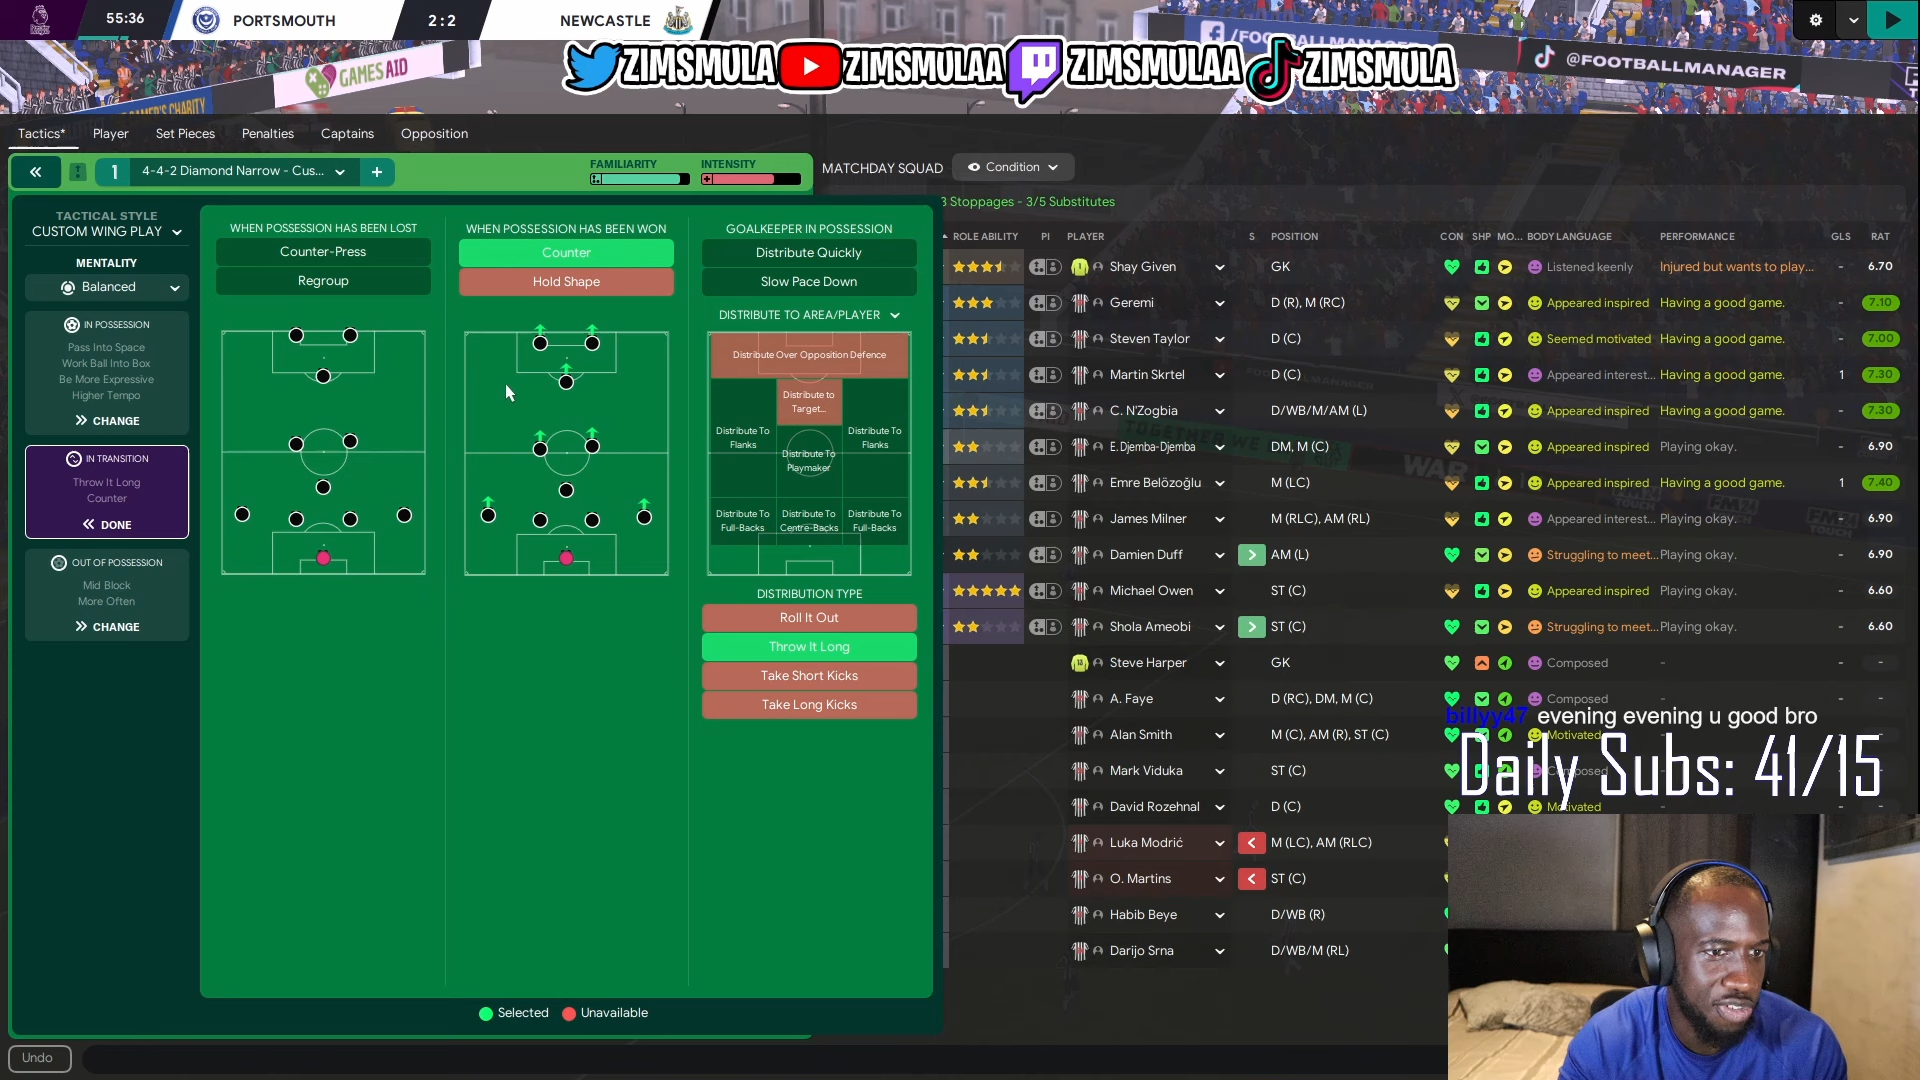 55:36
PORTSMOUTH
2 : 2
NEWCASTLE
GAMES AID
GAMER'S CHARITY
/FOOTBALLMANAGER
@FOOTBALLMANAGER
ZIMSMULA
ZIMSMULAA
ZIMSMULAA
ZIMSMULA
Tactics*
Player
Set Pieces
Penalties
Captains
Opposition
1
4-4-2 Diamond Narrow - Cus...
FAMILIARITY
INTENSITY
MATCHDAY SQUAD
Condition
3 Stoppages - 3/5 Substitutes
TACTICAL STYLE
CUSTOM WING PLAY
MENTALITY
Balanced
IN POSSESSION
Pass Into Space
Work Ball Into Box
Be More Expressive
Higher Tempo
CHANGE
IN TRANSITION
Throw It Long
Counter
DONE
OUT OF POSSESSION
Mid Block
More Often
CHANGE
WHEN POSSESSION HAS BEEN LOST
Counter-Press
Regroup
WHEN POSSESSION HAS BEEN WON
Counter
Hold Shape
GOALKEEPER IN POSSESSION
Distribute Quickly
Slow Pace Down
DISTRIBUTE TO AREA/PLAYER
Distribute Over Opposition Defence
Distribute to
Target...
Distribute To
Flanks
Distribute To
Playmaker
Distribute To
Flanks
Distribute To
Full-Backs
Distribute To
Centre-Backs
Distribute To
Full-Backs
DISTRIBUTION TYPE
Roll It Out
Throw It Long
Take Short Kicks
Take Long Kicks
Selected
Unavailable
Undo
ROLE ABILITY PI PLAYER S POSITION CON SHP MO... BODY LANGUAGE PERFORMANCE GLS RAT
Shay Given GK Listened keenly Injured but wants to play... - 6.70
Geremi D (R), M (RC) Appeared inspired Having a good game. - 7.10
Steven Taylor D (C) Seemed motivated Having a good game. - 7.00
Martin Skrtel D (C) Appeared interest... Having a good game. 1 7.30
C. N'Zogbia D/WB/M/AM (L) Appeared inspired Having a good game. - 7.30
E. Djemba-Djemba DM, M (C) Appeared inspired Playing okay. - 6.90
Emre Belözoğlu M (LC) Appeared inspired Having a good game. 1 7.40
James Milner M (RLC), AM (RL) Appeared interest... Playing okay. - 6.90
Damien Duff AM (L) Struggling to meet... Playing okay. - 6.90
Michael Owen ST (C) Appeared inspired Playing okay. - 6.60
Shola Ameobi ST (C) Struggling to meet... Playing okay. - 6.60
Steve Harper GK Composed - - -
A. Faye D (RC), DM, M (C) Composed -
billyy47 evening evening u good bro
Alan Smith M (C), AM (R), ST (C) Motivated
Daily Subs: 41/15
Mark Viduka ST (C) Composed
David Rozehnal D (C) Motivated - - -
Luka Modrić M (LC), AM (RLC)
O. Martins ST (C)
Habib Beye D/WB (R)
Darijo Srna D/WB/M (RL)